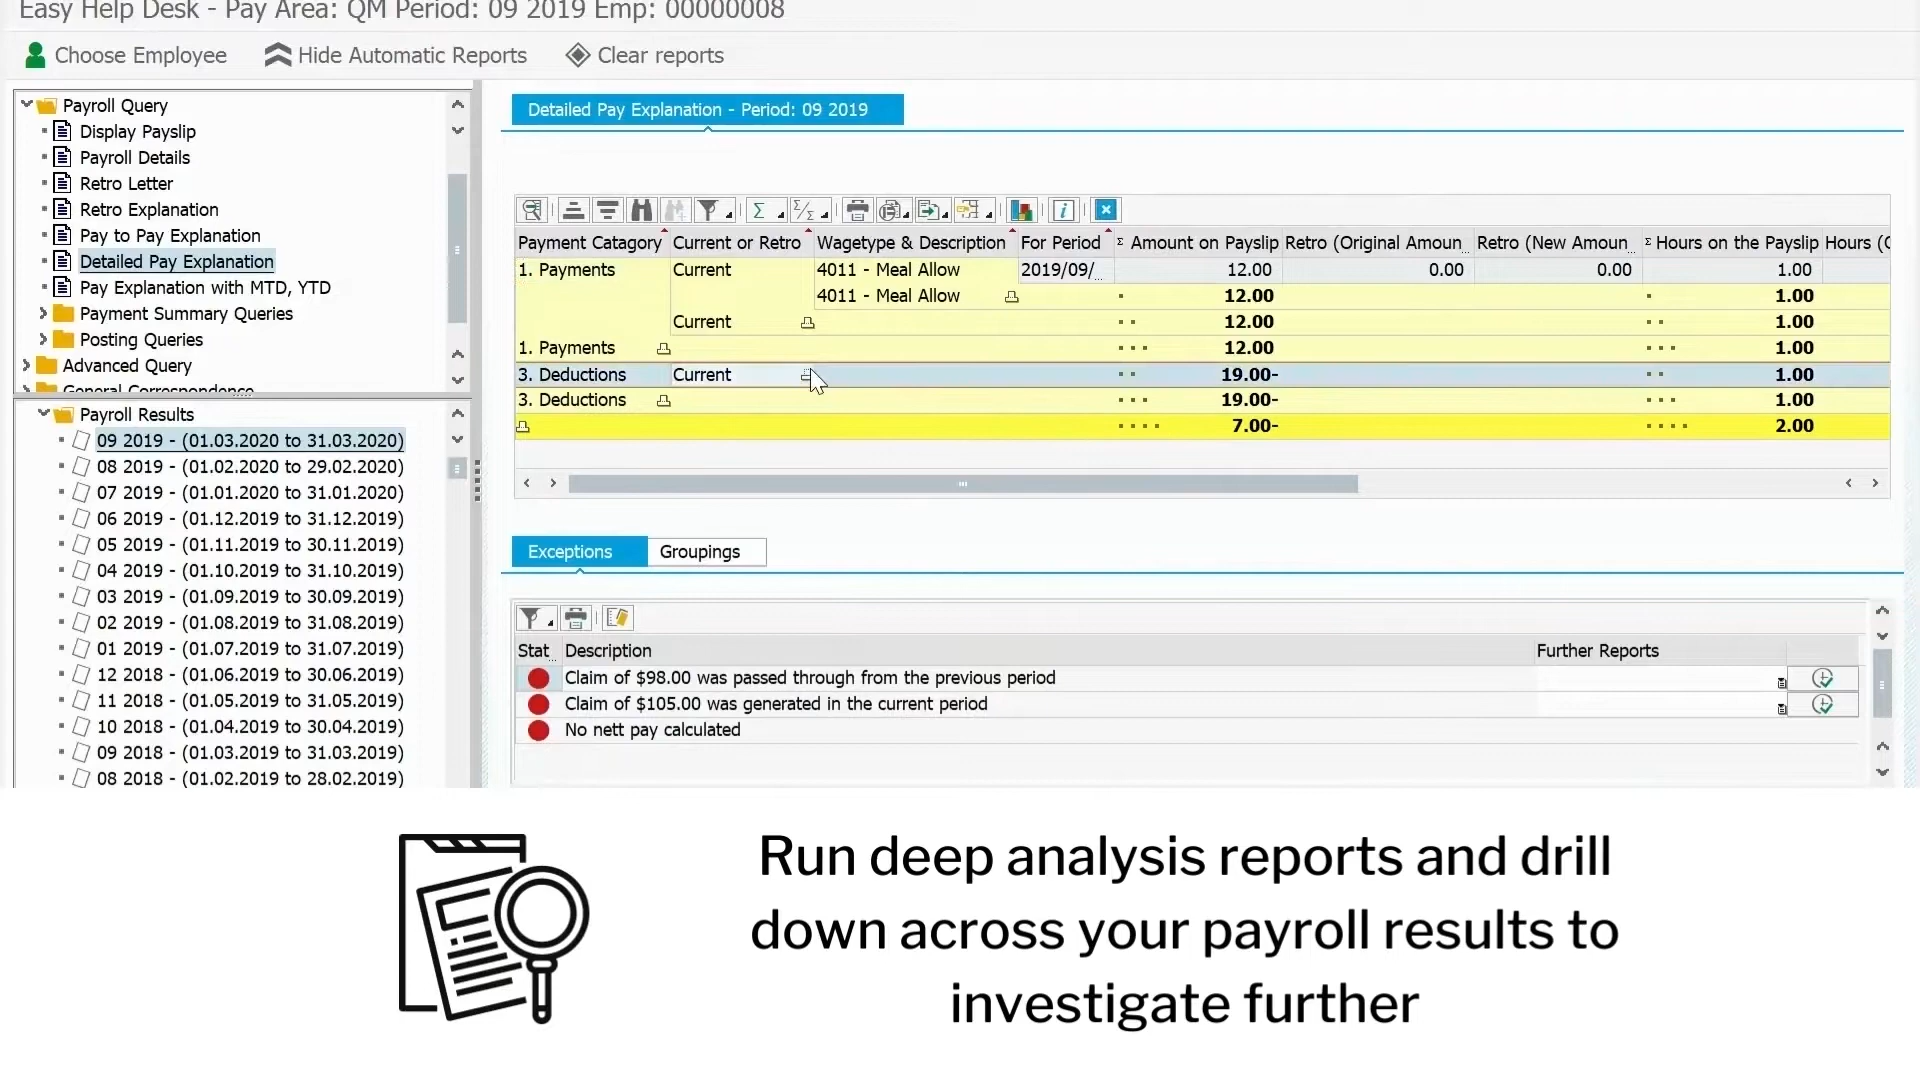 Easy Help Desk - Pay Area: QM Period: 09 2019 Emp: 00000008
Choose Employee Hide Automatic Reports Clear reports
Payroll Query
Display Payslip
Payroll Details
Retro Letter
Retro Explanation
Pay to Pay Explanation
Detailed Pay Explanation
Pay Explanation with MTD, YTD
Payment Summary Queries
Posting Queries
Advanced Query
General Correspondence
Payroll Results
09 2019 - (01.03.2020 to 31.03.2020)
08 2019 - (01.02.2020 to 29.02.2020)
07 2019 - (01.01.2020 to 31.01.2020)
06 2019 - (01.12.2019 to 31.12.2019)
05 2019 - (01.11.2019 to 30.11.2019)
04 2019 - (01.10.2019 to 31.10.2019)
03 2019 - (01.09.2019 to 30.09.2019)
02 2019 - (01.08.2019 to 31.08.2019)
01 2019 - (01.07.2019 to 31.07.2019)
12 2018 - (01.06.2019 to 30.06.2019)
11 2018 - (01.05.2019 to 31.05.2019)
10 2018 - (01.04.2019 to 30.04.2019)
09 2018 - (01.03.2019 to 31.03.2019)
08 2018 - (01.02.2019 to 28.02.2019)
Detailed Pay Explanation - Period: 09 2019
Payment Catagory Current or Retro Wagetype & Description For Period Σ Amount on Payslip Retro (Original Amoun... Retro (New Amoun... Σ Hours on the Payslip Hours (O
1. Payments Current 4011 - Meal Allow 2019/09/... 12.00 0.00 0.00 1.00
4011 - Meal Allow 12.00 1.00
Current 12.00 1.00
1. Payments 12.00 1.00
3. Deductions Current 19.00- 1.00
3. Deductions 19.00- 1.00
7.00- 2.00
Exceptions Groupings
Stat... Description Further Reports
Claim of $98.00 was passed through from the previous period
Claim of $105.00 was generated in the current period
No nett pay calculated
Run deep analysis reports and drill
down across your payroll results to
investigate further